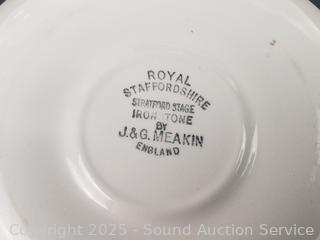 ROYAL
STAFFORDSHIRE
STRATFORD STAGE
IRONSTONE
BY
J.&G. MEAKIN
ENGLAND
Copyright 2025 - Sound Auction Service